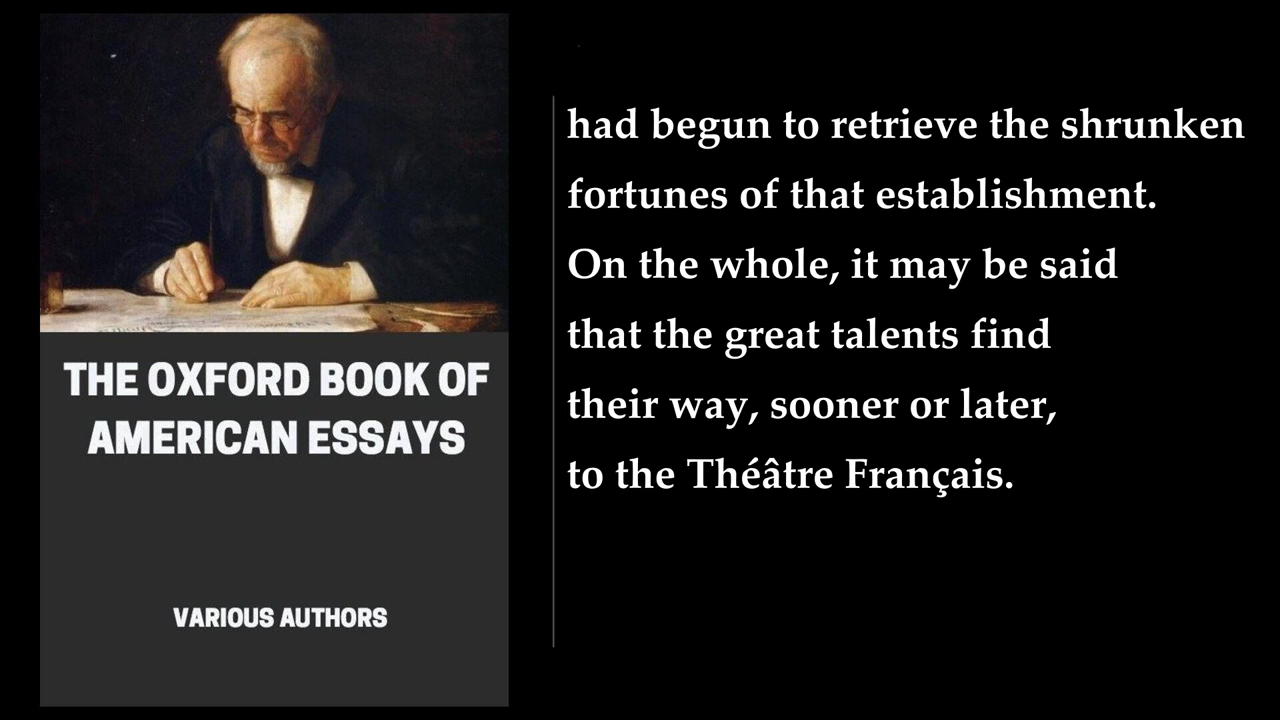 THE OXFORD BOOK OF
AMERICAN ESSAYS
VARIOUS AUTHORS
had begun to retrieve the shrunken
fortunes of that establishment.
On the whole, it may be said
that the great talents find
their way, sooner or later,
to the Théâtre Français.